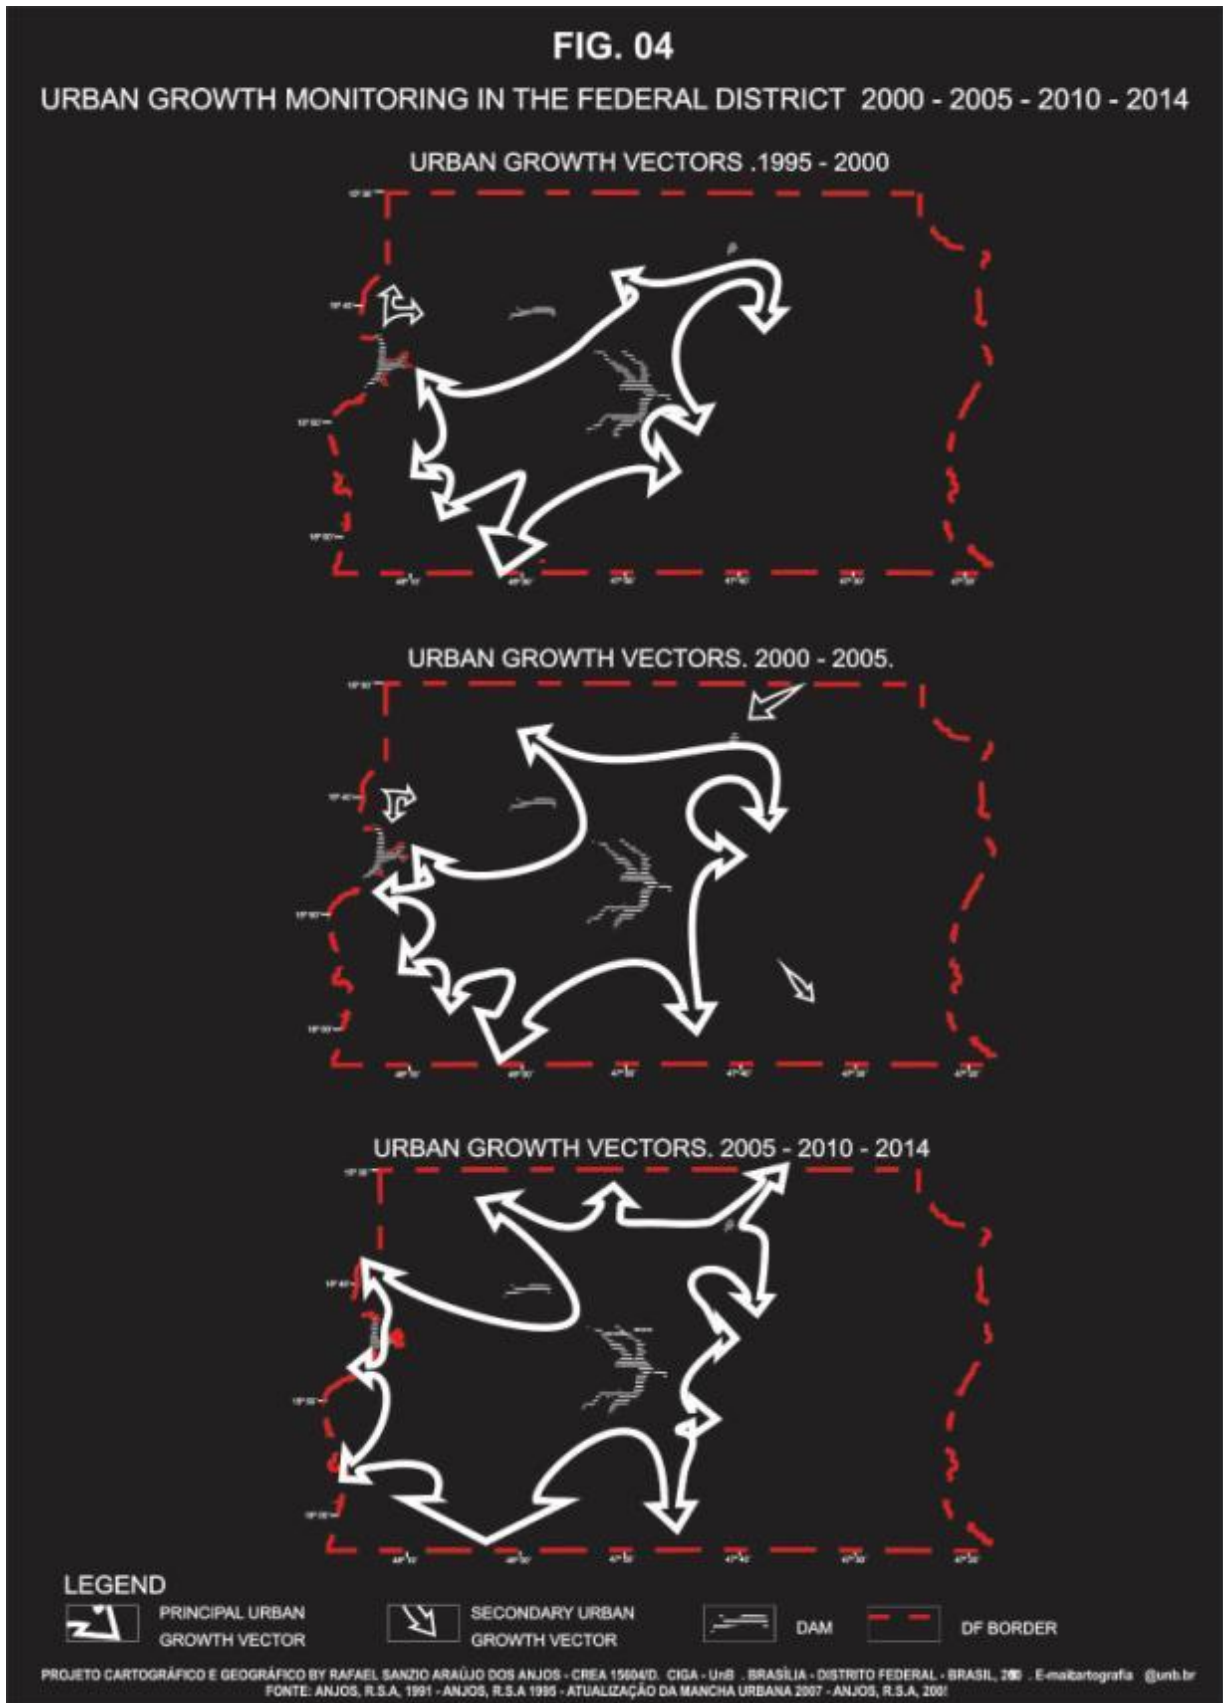 FIG. 04
URBAN GROWTH MONITORING IN THE FEDERAL DISTRICT 2000 - 2005 - 2010 - 2014
URBAN GROWTH VECTORS .1995 - 2000
URBAN GROWTH VECTORS. 2000 - 2005.
URBAN GROWTH VECTORS. 2005 - 2010 - 2014
LEGEND
PRINCIPAL URBAN
GROWTH VECTOR
SECONDARY URBAN
GROWTH VECTOR
DAM
DF BORDER
PROJETO CARTOGRÁFICO E GEOGRÁFICO BY RAFAEL SANZIO ARAÚJO DOS ANJOS - CREA 15604/D. CIGA - UnB . BRASÍLIA - DISTRITO FEDERAL - BRASIL, @unb.br
FONTE: ANJOS, R.S.A, 1991 - ANJOS, R.S.A 1995 - ATUALIZAÇÃO DA MANCHA URBANA 2007 - ANJOS, R.S.A,